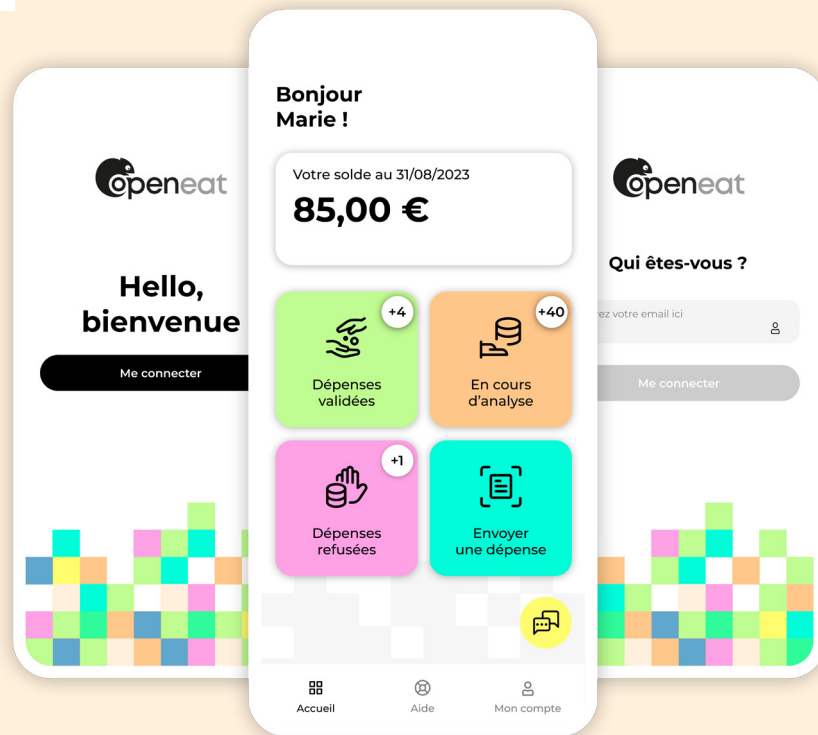 openeat
Hello,
bienvenue
Me connecter
Bonjour
Marie !
Votre solde au 31/08/2023
85,00 €
+4
Dépenses
validées
+40
En cours
d'analyse
+1
Dépenses
refusées
Envoyer
une dépense
Accueil
Aide
Mon compte
openeat
Qui êtes-vous ?
votre email ici
Me connecter